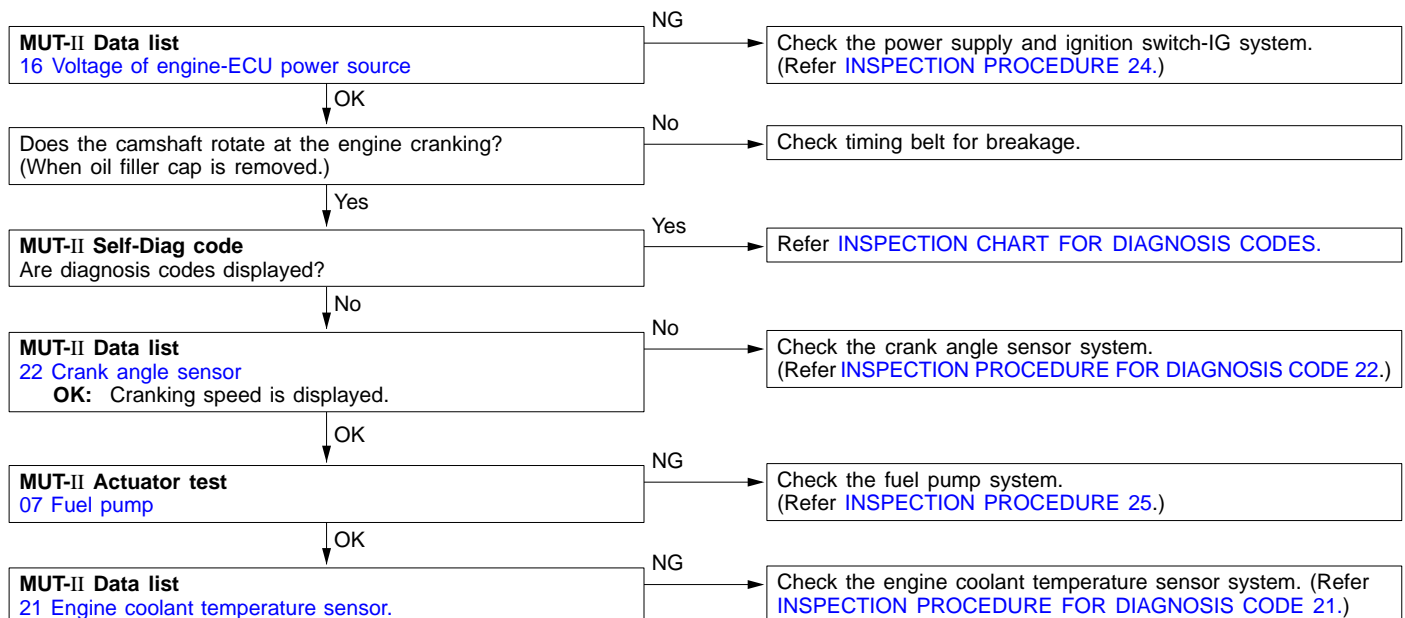 NG
MUT-II Data list
16 Voltage of engine-ECU power source
Check the power supply and ignition switch-IG system.
(Refer INSPECTION PROCEDURE 24.)
OK
No
Does the camshaft rotate at the engine cranking?
(When oil filler cap is removed.)
Check timing belt for breakage.
Yes
Yes
MUT-II Self-Diag code
Are diagnosis codes displayed?
Refer INSPECTION CHART FOR DIAGNOSIS CODES.
No
No
MUT-II Data list
22 Crank angle sensor
OK: Cranking speed is displayed.
Check the crank angle sensor system.
(Refer INSPECTION PROCEDURE FOR DIAGNOSIS CODE 22.)
OK
NG
MUT-II Actuator test
07 Fuel pump
Check the fuel pump system.
(Refer INSPECTION PROCEDURE 25.)
OK
NG
MUT-II Data list
21 Engine coolant temperature sensor.
Check the engine coolant temperature sensor system. (Refer
INSPECTION PROCEDURE FOR DIAGNOSIS CODE 21.)